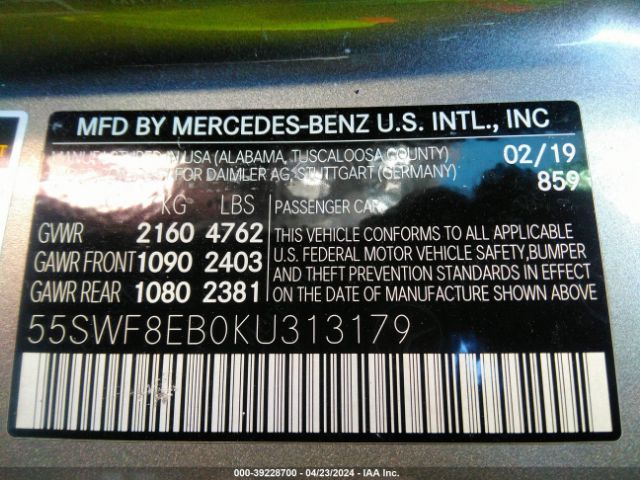 MFD BY MERCEDES-BENZ U.S. INTL., INC
MANUFACTURED IN USA (ALABAMA, TUSCALOOSA COUNTY) 02/19
FOR DAIMLER AG, STUTTGART (GERMANY) 859
KG LBS PASSENGER CAR
GVWR 2160 4762
GAWR FRONT 1090 2403
GAWR REAR 1080 2381
THIS VEHICLE CONFORMS TO ALL APPLICABLE
U.S. FEDERAL MOTOR VEHICLE SAFETY, BUMPER
AND THEFT PREVENTION STANDARDS IN EFFECT
ON THE DATE OF MANUFACTURE SHOWN ABOVE.
55SWF8EB0KU313179
000-39228700 - 04/23/2024 - IAA Inc.